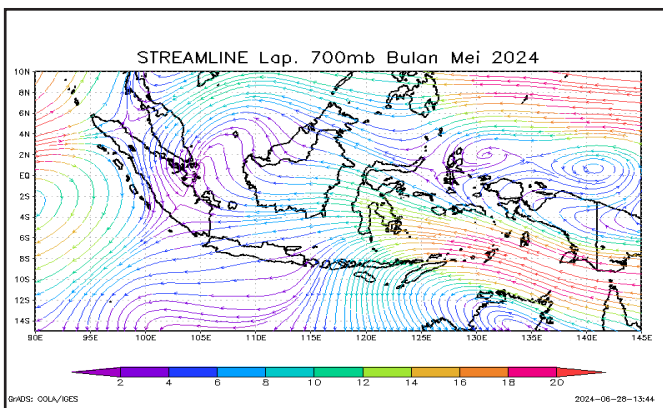 STREAMLINE Lap. 700mb Bulan Mei 2024
10N
8N
6N
4N
2N
EQ
2S
4S
6S
8S
10S
12S
14S
90E 95E 100E 105E 110E 115E 120E 125E 130E 135E 140E 145E
2 4 6 8 10 12 14 16 18 20
GrADS: COLA/IGES 2024-06-28-13:44